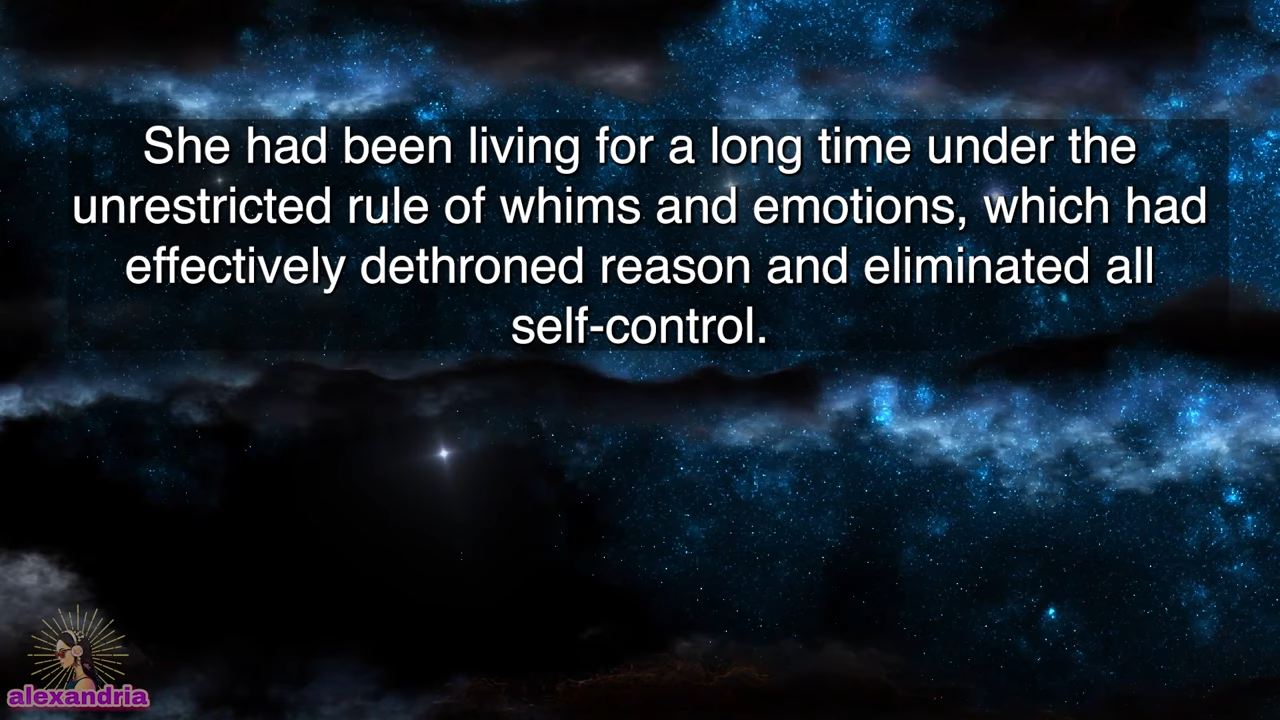 She had been living for a long time under the
unrestricted rule of whims and emotions, which had
effectively dethroned reason and eliminated all
self-control.
alexandria